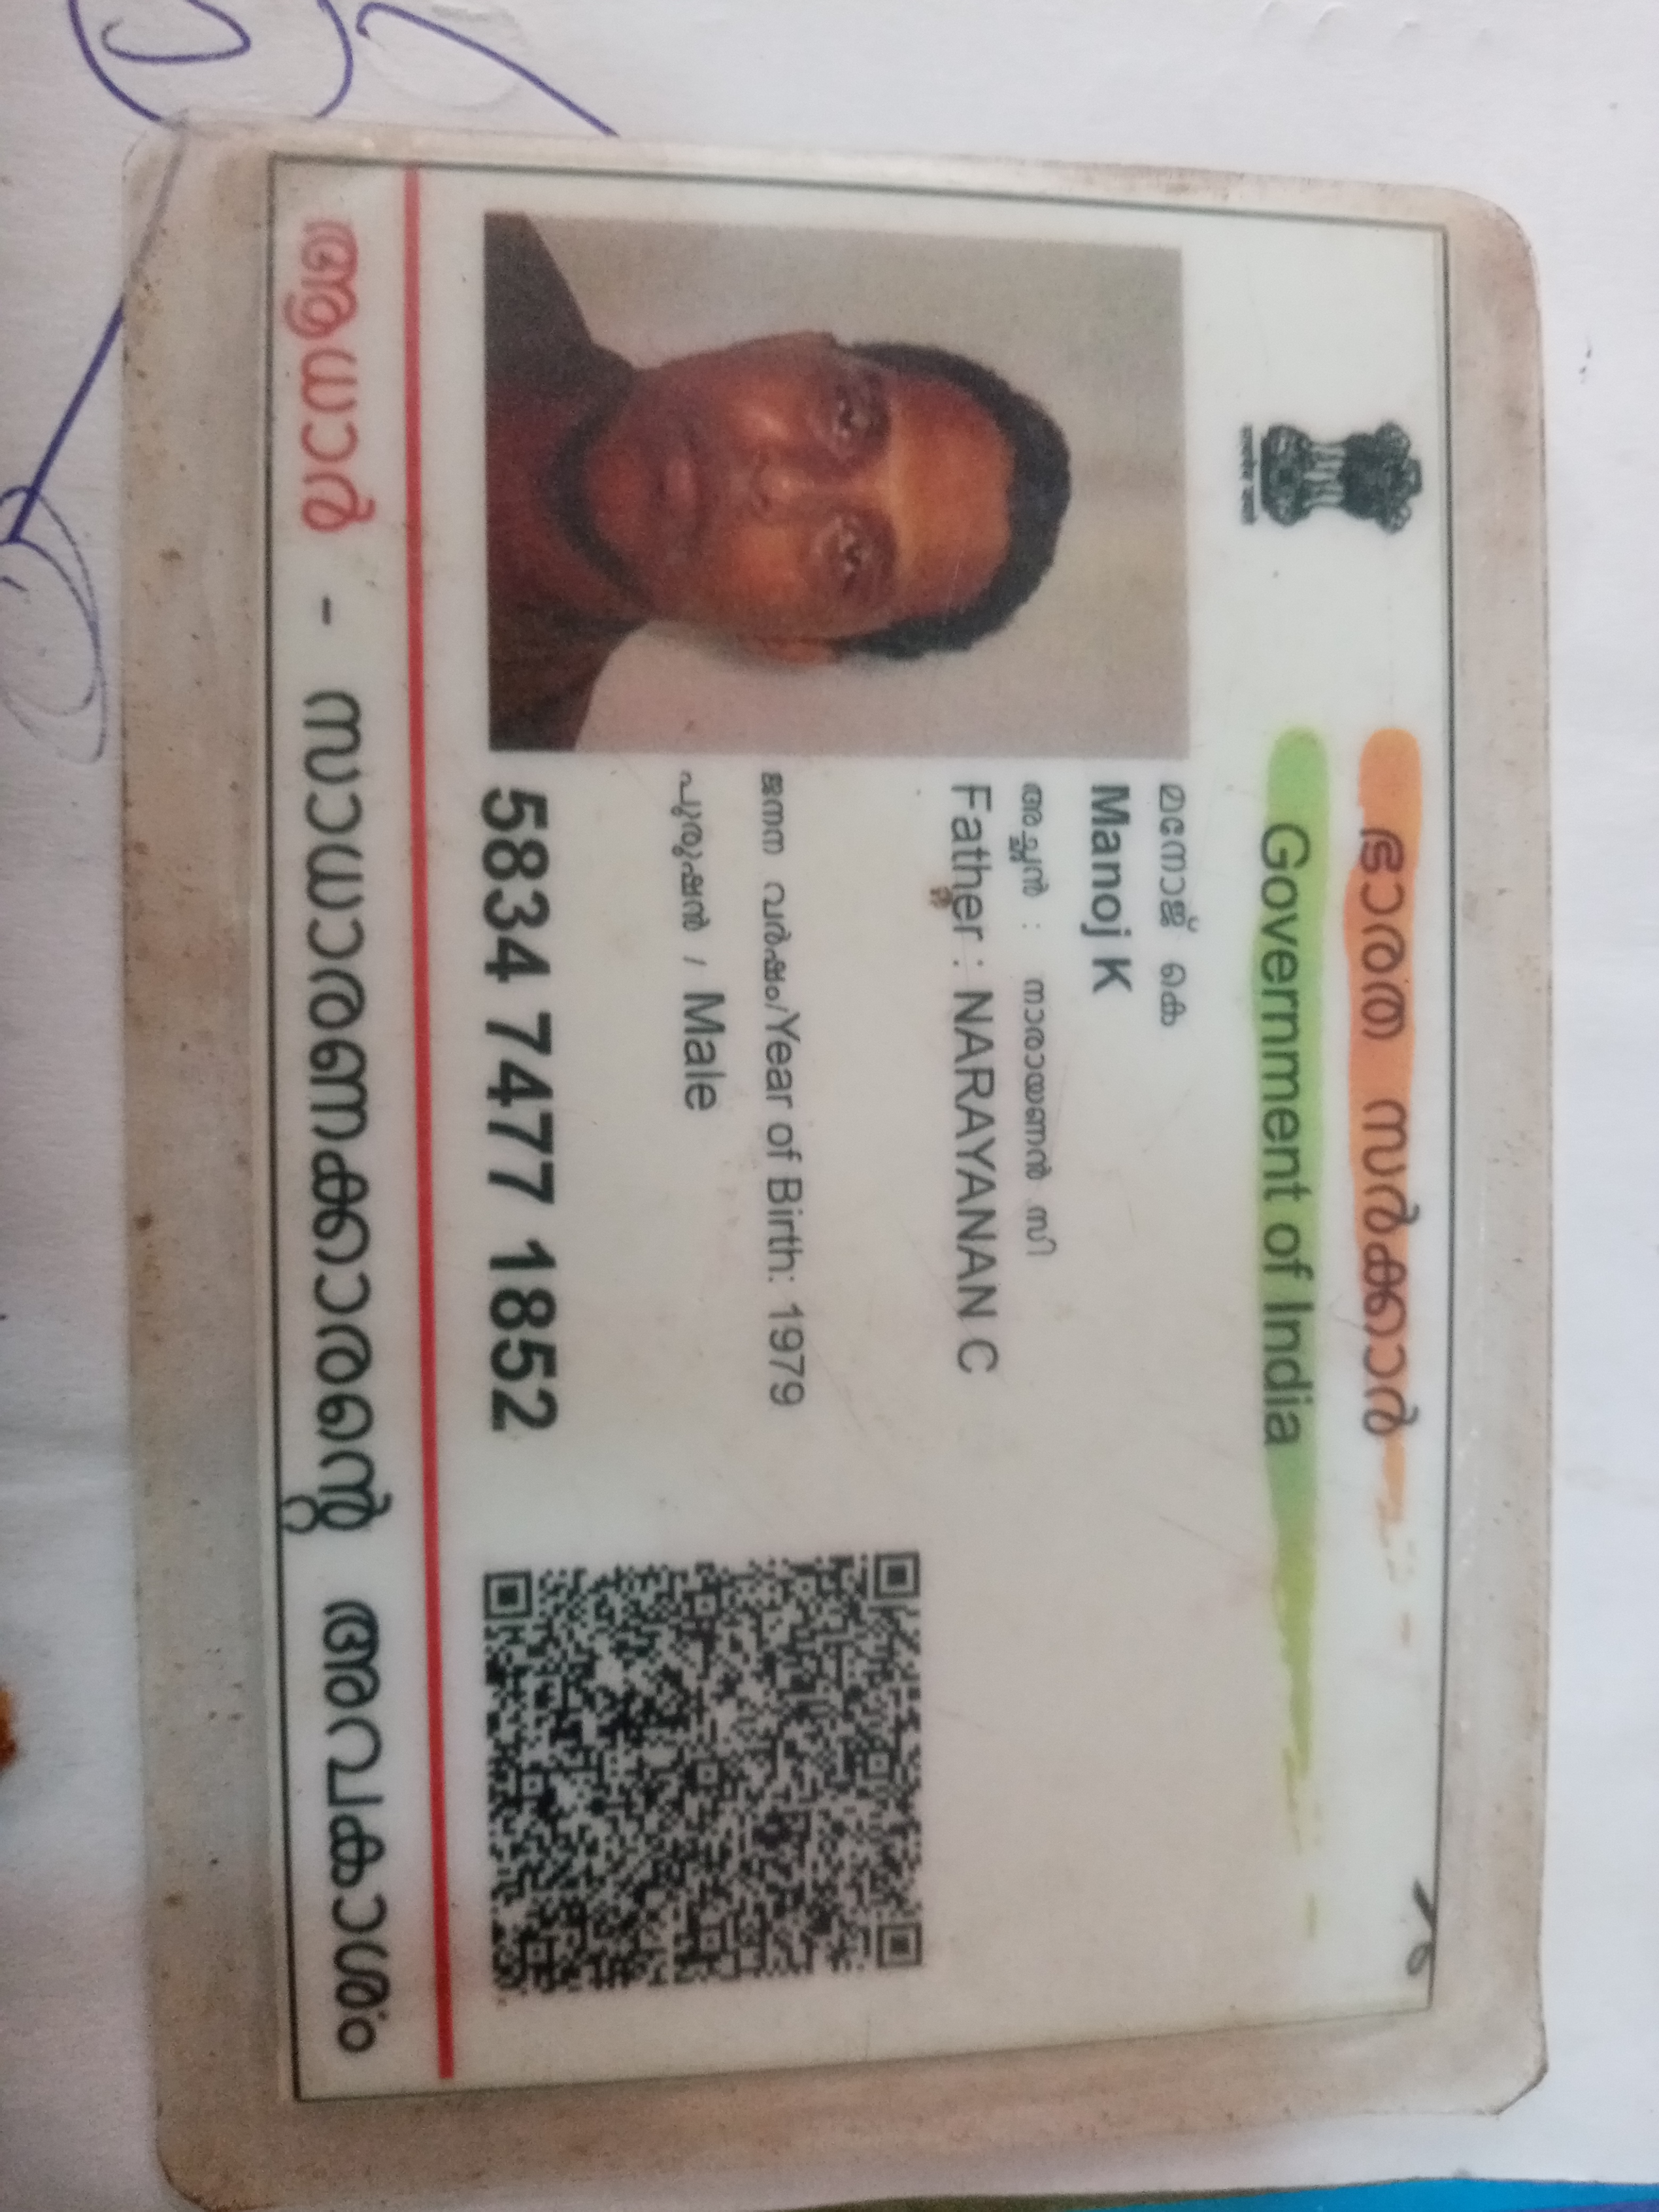 ഭാരത സർക്കാർ
Government of India
മനോജ് കെ
Manoj K
അച്ഛൻ : നാരായണൻ സി
Father : NARAYANAN C
ജനന വർഷം/Year of Birth: 1979
പുരുഷൻ / Male
5834 7477 1852
ആധാർ - സാധാരണക്കാരന്റെ അവകാശം